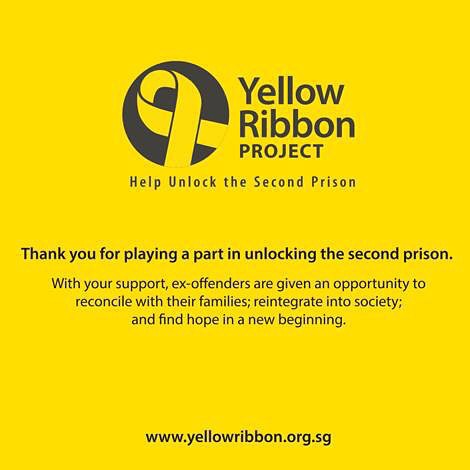 Yellow
Ribbon
PROJECT
Help Unlock the Second Prison
Thank you for playing a part in unlocking the second prison.
With your support, ex-offenders are given an opportunity to
reconcile with their families; reintegrate into society;
and find hope in a new beginning.
www.yellowribbon.org.sg